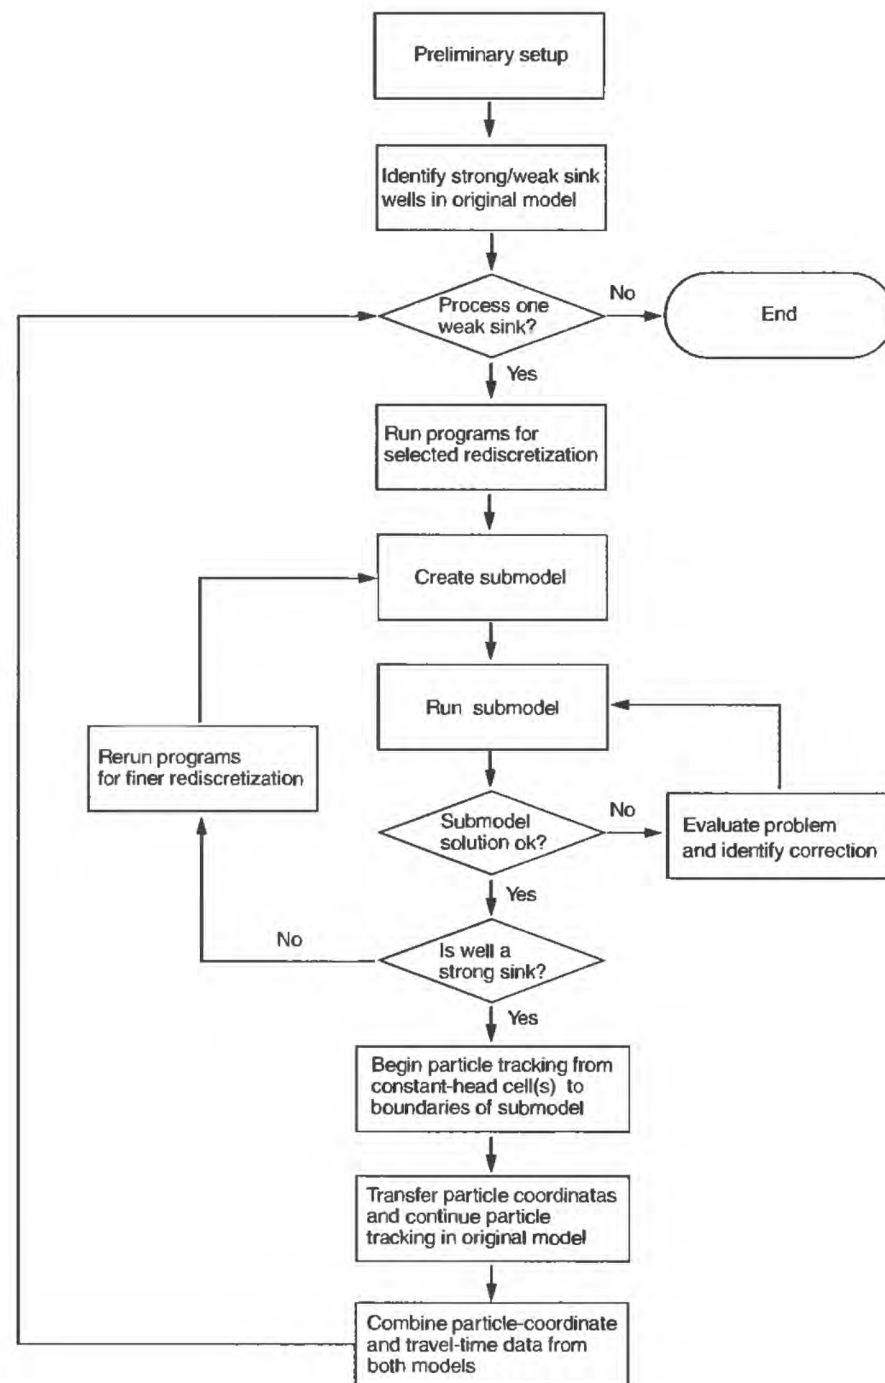 Preliminary setup
Identify strong/weak sink
wells in original model
Process one
weak sink?
No
End
Yes
Run programs for
selected rediscretization
Create submodel
Run submodel
Rerun programs
for finer rediscretization
Submodel
solution ok?
No
Evaluate problem
and identify correction
Yes
No
Is well a
strong sink?
Yes
Begin particle tracking from
constant-head cell(s) to
boundaries of submodel
Transfer particle coordinatas
and continue particle
tracking in original model
Combine particle-coordinate
and travel-time data from
both models